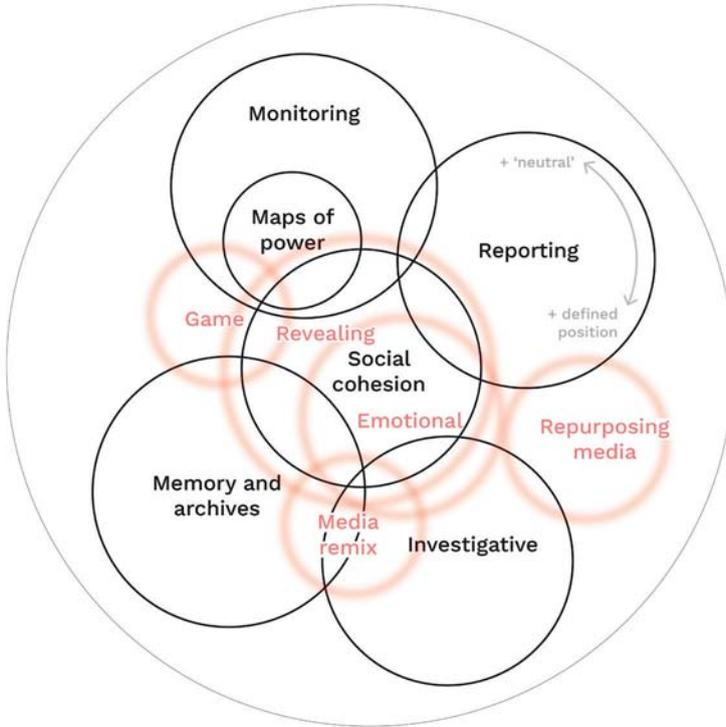 Monitoring
+ ‘neutral’
Maps of
power
Reporting
Game
+ defined
position
Revealing
Social
cohesion
Emotional
Repurposing
media
Memory and
archives
Media
remix
Investigative